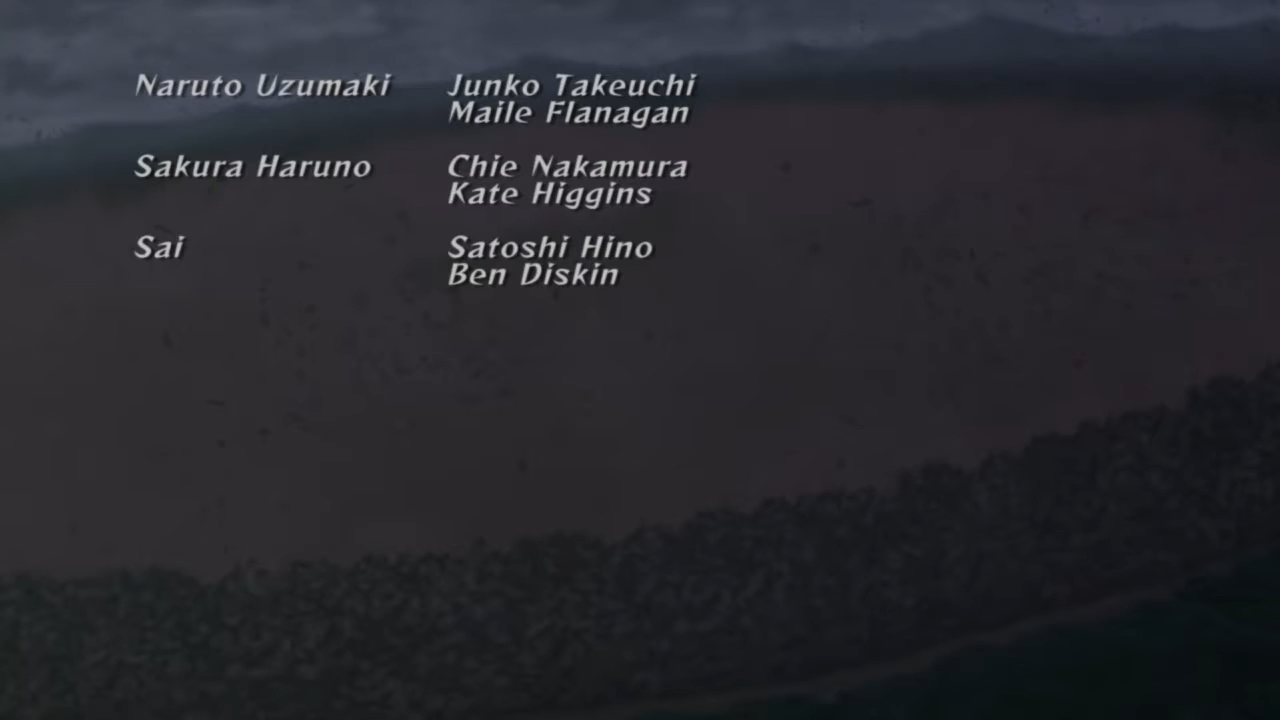 Naruto Uzumaki Junko Takeuchi
Maile Flanagan
Sakura Haruno Chie Nakamura
Kate Higgins
Sai Satoshi Hino
Ben Diskin